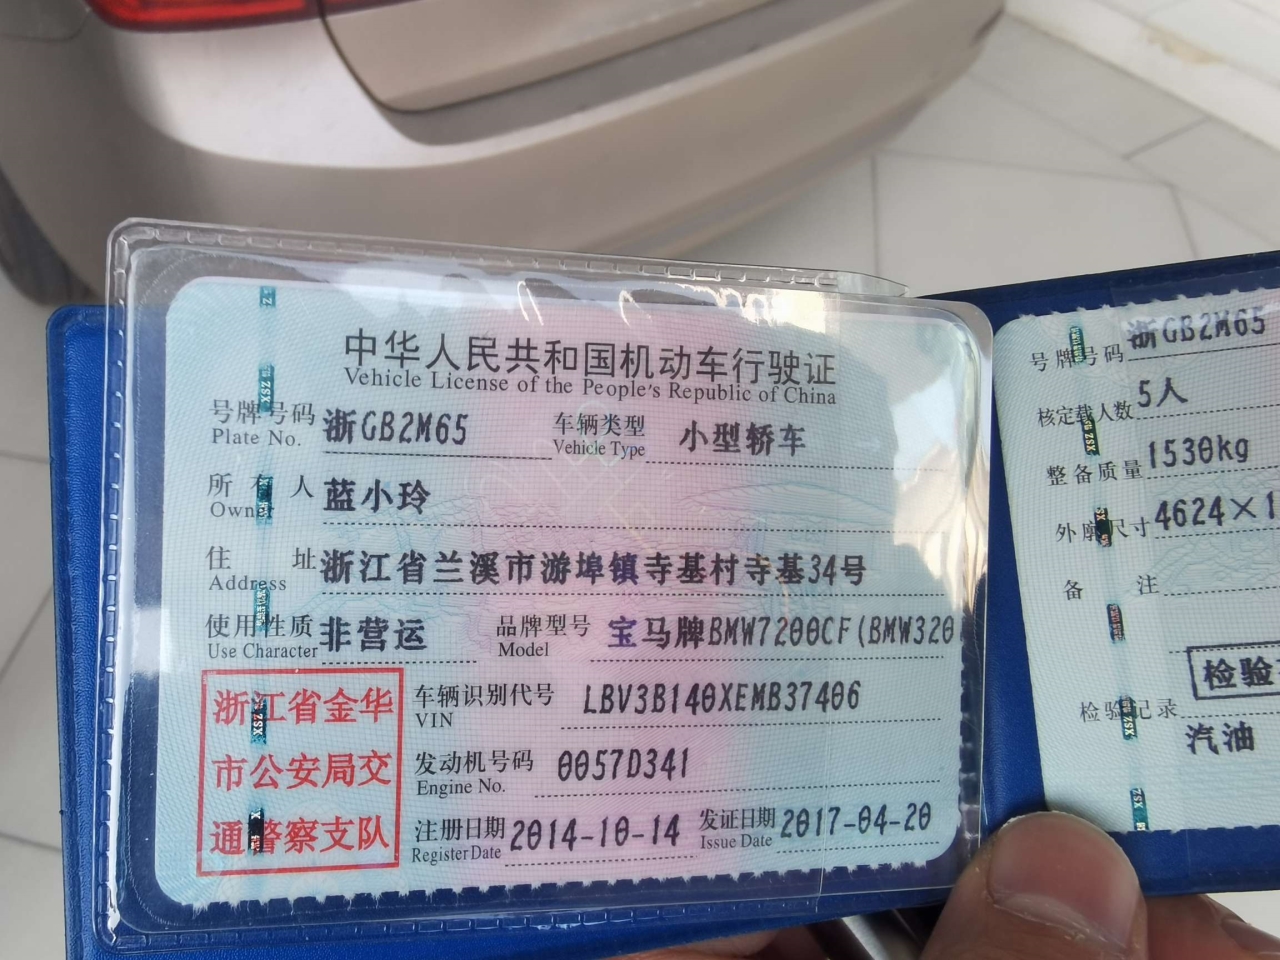 中华人民共和国机动车行驶证
Vehicle License of the People's Republic of China
号牌号码 浙GB2M65 车辆类型 小型轿车
Plate No. Vehicle Type
所有人 蓝小玲
Owner
住址 浙江省兰溪市游埠镇寺基村寺基34号
Address
使用性质 非营运 品牌型号 宝马牌BMW7200CF(BMW320
Use Character Model
浙江省金华
市公安局交
通警察支队
车辆识别代号 LBV3B140XEMB37406
VIN
发动机号码 0057D341
Engine No.
注册日期 2014-10-14 发证日期 2017-04-20
Register Date Issue Date
号牌号码 浙GB2M65
核定载人数 5人
整备质量 1530kg
外廓尺寸 4624×1
备注
检验
检验记录
汽油
XSZ
XSZ
XSZ
XSZ
XSZ
XSZ